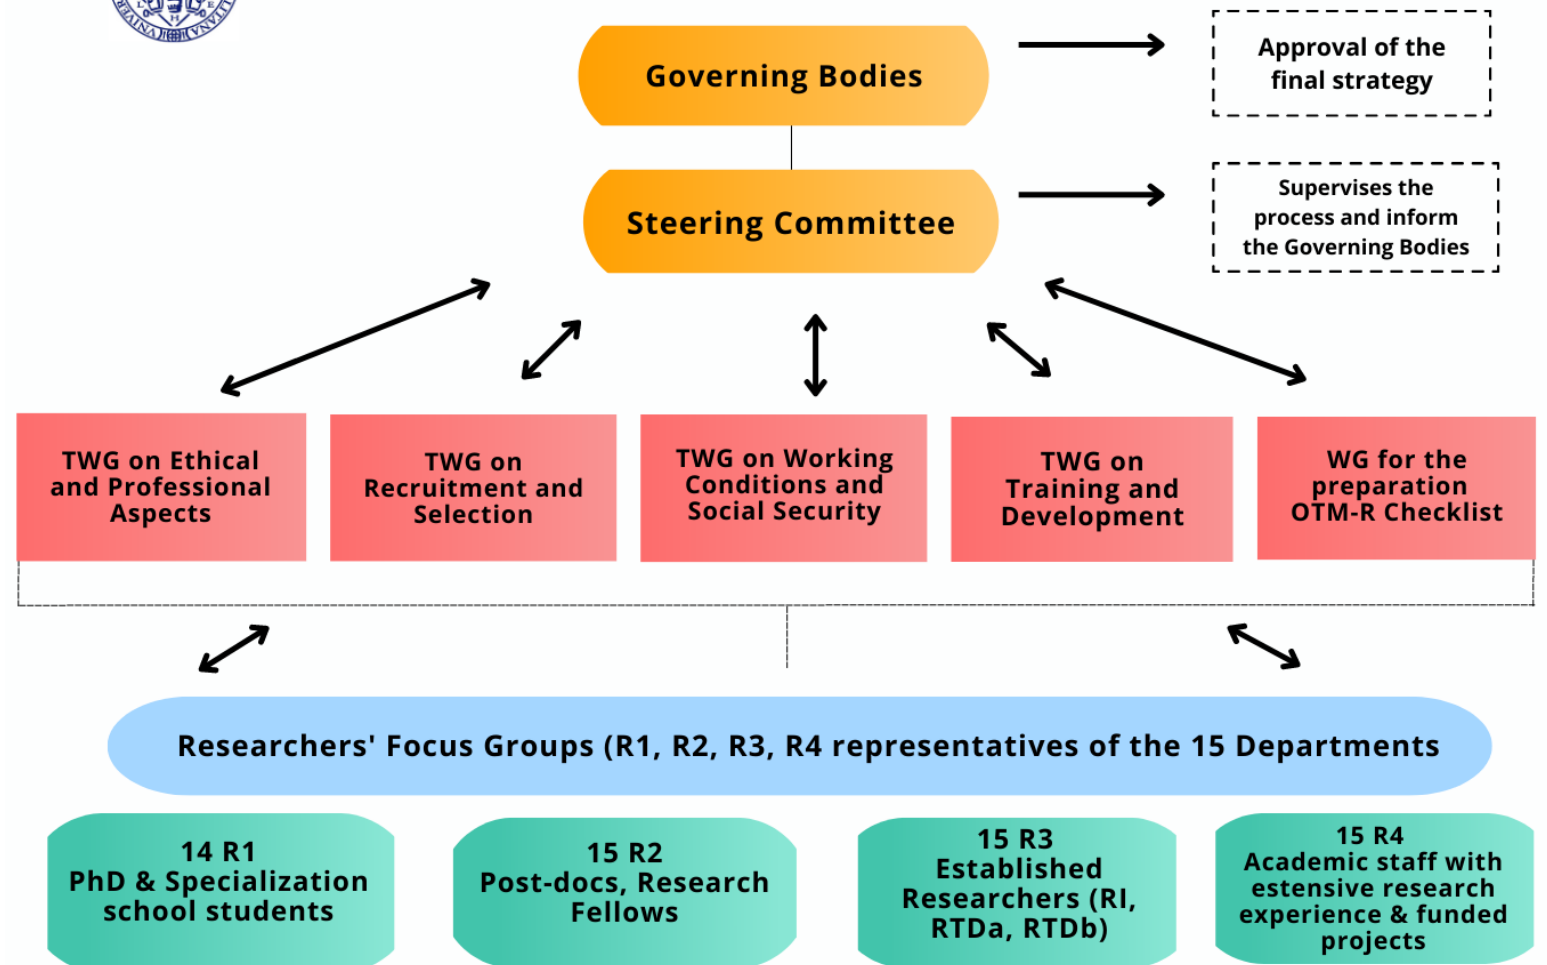 Governing Bodies
Approval of the
final strategy
Steering Committee
Supervises the
process and inform
the Governing Bodies
TWG on Ethical
and Professional
Aspects
TWG on
Recruitment and
Selection
TWG on Working
Conditions and
Social Security
TWG on
Training and
Development
WG for the
preparation
OTM-R Checklist
Researchers' Focus Groups (R1, R2, R3, R4 representatives of the 15 Departments
14 R1
PhD & Specialization
school students
15 R2
Post-docs, Research
Fellows
15 R3
Established
Researchers (RI,
RTDa, RTDb)
15 R4
Academic staff with
estensive research
experience & funded
projects